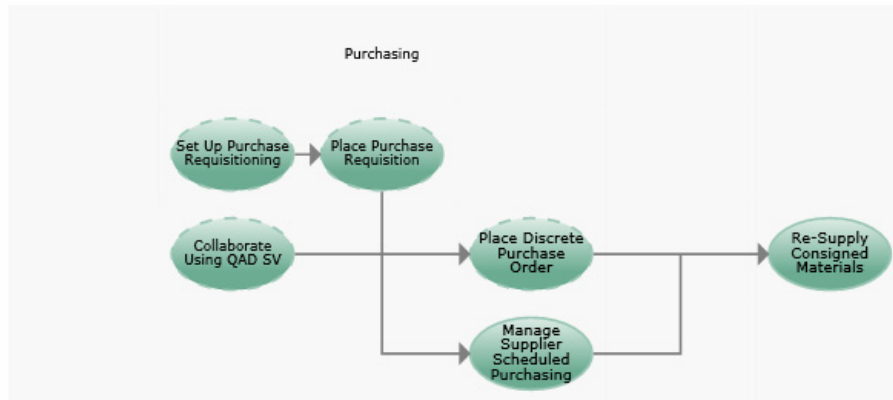 Purchasing
Set Up Purchase
Requisitioning
Place Purchase
Requisition
Collaborate
Using QAD SV
Place Discrete
Purchase
Order
Re-Supply
Consigned
Materials
Manage
Supplier
Scheduled
Purchasing